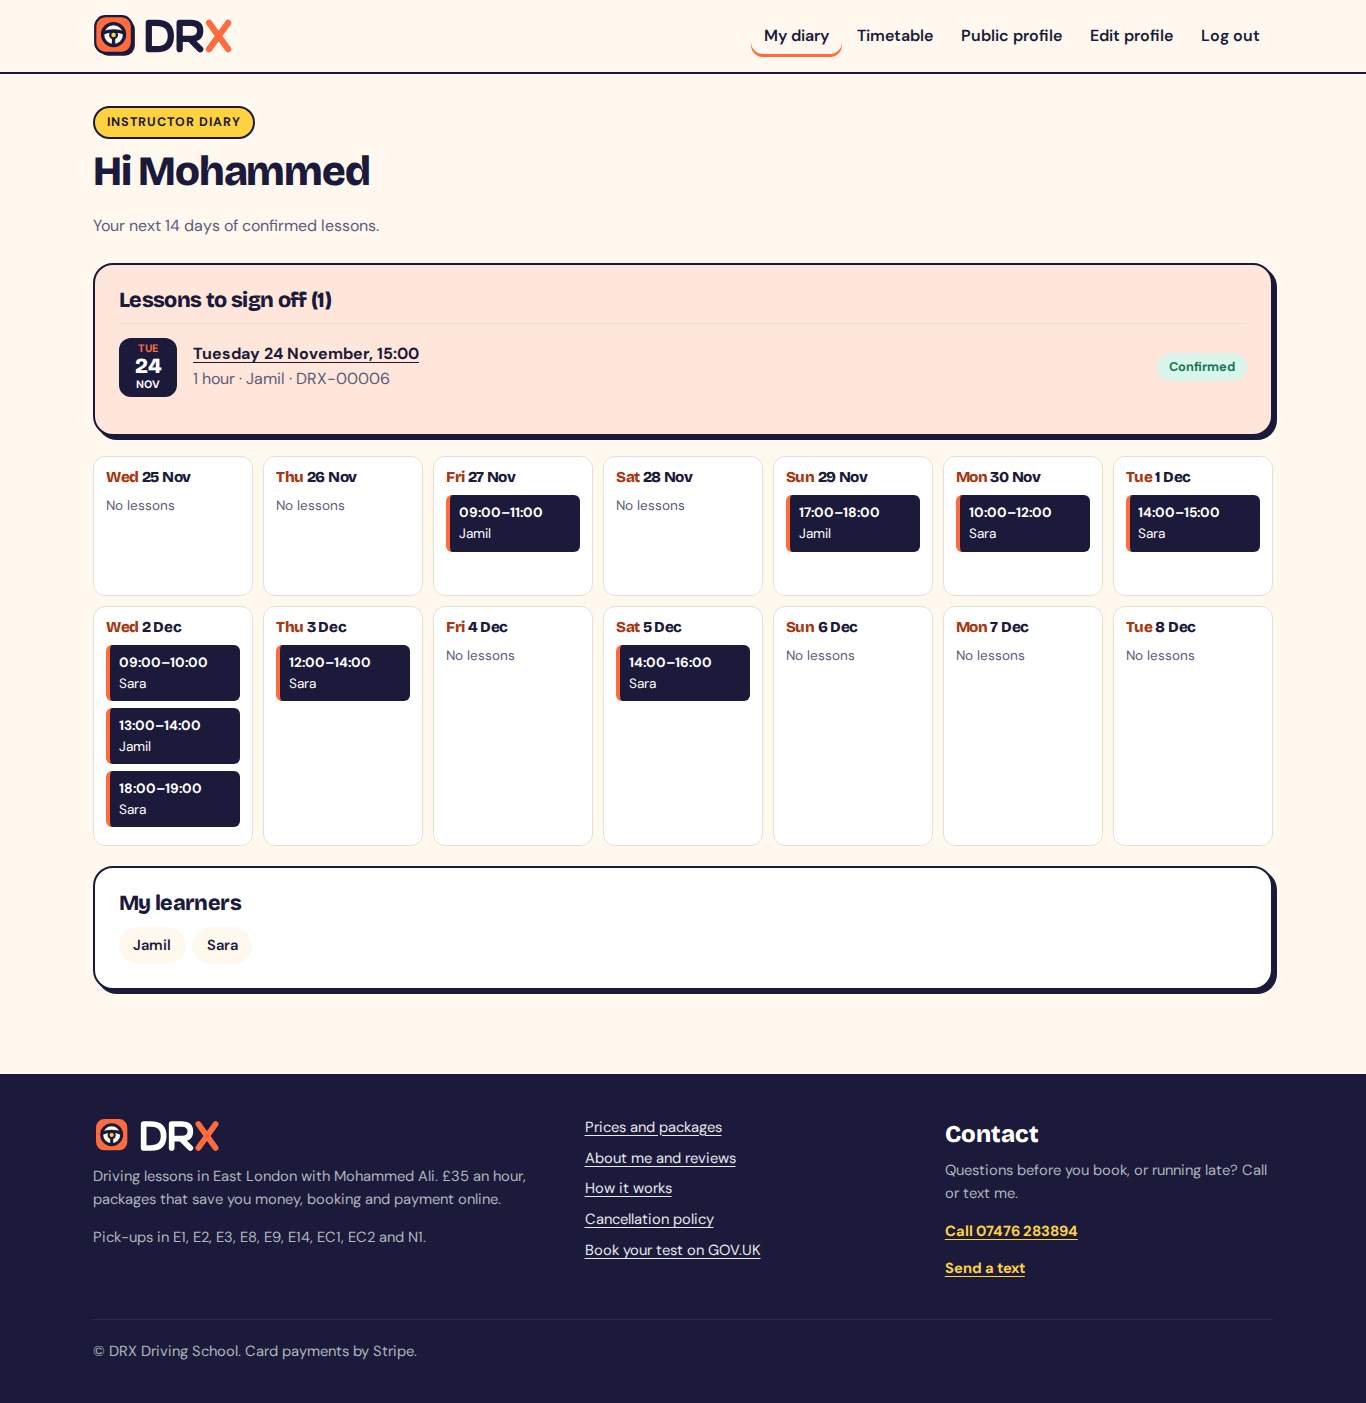 DRX
My diary
Timetable
Public profile
Edit profile
Log out
INSTRUCTOR DIARY
Hi Mohammed
Your next 14 days of confirmed lessons.
Lessons to sign off (1)
TUE
24
NOV
Tuesday 24 November, 15:00
1 hour · Jamil · DRX-00006
Confirmed
Wed 25 Nov
No lessons
Thu 26 Nov
No lessons
Fri 27 Nov
09:00–11:00
Jamil
Sat 28 Nov
No lessons
Sun 29 Nov
17:00–18:00
Jamil
Mon 30 Nov
10:00–12:00
Sara
Tue 1 Dec
14:00–15:00
Sara
Wed 2 Dec
09:00–10:00
Sara
13:00–14:00
Jamil
18:00–19:00
Sara
Thu 3 Dec
12:00–14:00
Sara
Fri 4 Dec
No lessons
Sat 5 Dec
14:00–16:00
Sara
Sun 6 Dec
No lessons
Mon 7 Dec
No lessons
Tue 8 Dec
No lessons
My learners
Jamil
Sara
DRX
Driving lessons in East London with Mohammed Ali. £35 an hour,
packages that save you money, booking and payment online.
Pick-ups in E1, E2, E3, E8, E9, E14, EC1, EC2 and N1.
Prices and packages
About me and reviews
How it works
Cancellation policy
Book your test on GOV.UK
Contact
Questions before you book, or running late? Call
or text me.
Call 07476 283894
Send a text
© DRX Driving School. Card payments by Stripe.